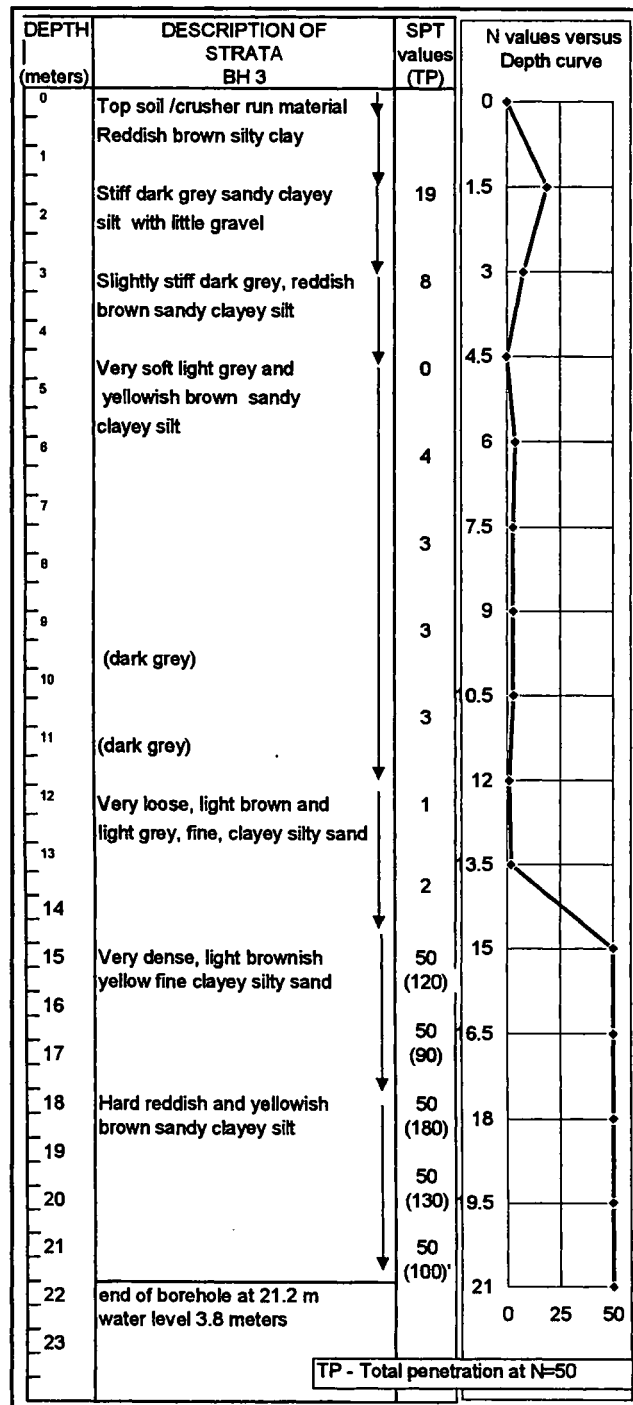 DEPTH
(meters)
DESCRIPTION OF
STRATA
BH 3
SPT
values
(TP)
N values versus
Depth curve
0
1
2
3
4
5
6
7
8
9
10
11
12
13
14
15
16
17
18
19
20
21
22
23
Top soil /crusher run material
Reddish brown silty clay
Stiff dark grey sandy clayey
silt with little gravel
Slightly stiff dark grey, reddish
brown sandy clayey silt
Very soft light grey and
yellowish brown sandy
clayey silt
(dark grey)
(dark grey)
Very loose, light brown and
light grey, fine, clayey silty sand
Very dense, light brownish
yellow fine clayey silty sand
Hard reddish and yellowish
brown sandy clayey silt
end of borehole at 21.2 m
water level 3.8 meters
19
8
0
4
3
3
3
1
2
50
(120)
50
(90)
50
(180)
50
(130)
50
(100)'
0
1.5
3
4.5
6
7.5
9
0.5
12
3.5
15
6.5
18
9.5
21
0 25 50
TP - Total penetration at N=50